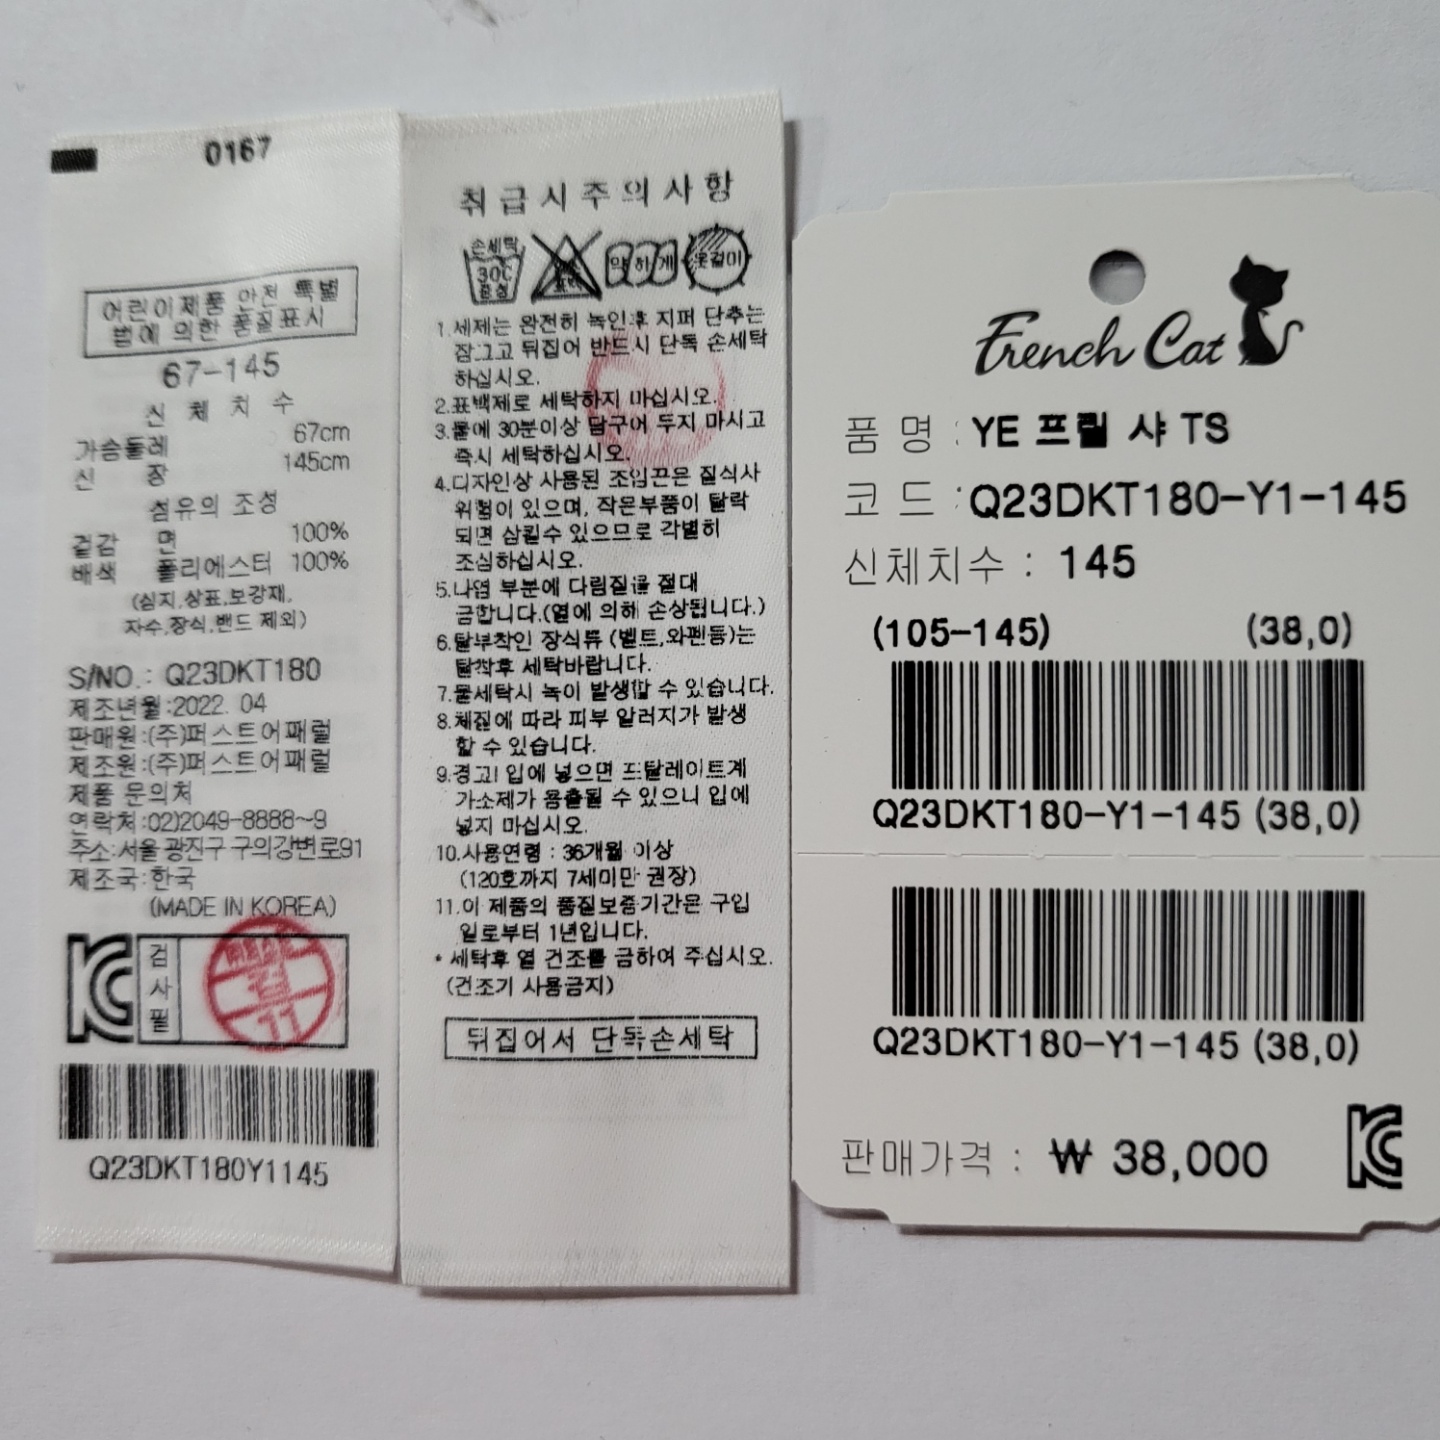 0167
어린이제품 안전 특별
법에 의한 품질표시
67-145
신 체 치 수
가슴둘레 67cm
신 장 145cm
섬유의 조성
겉감 면 100%
배색 폴리에스터 100%
(심지,상표,보강재,
자수,장식,밴드 제외)
S/NO.: Q23DKT180
제조년월:2022. 04
판매원:(주)퍼스트어패럴
제조원:(주)퍼스트어패럴
제품 문의처
연락처:02)2049-8888~9
주소:서울 광진구 구의강변로91
제조국:한국
(MADE IN KOREA)
KC
검사필
검
11
Q23DKT180Y1145
취급시주의사항
손세탁
30C
중성
표백
약하게
옷걸이
1.세제는 완전히 녹인후 지퍼 단추는
잠그고 뒤집어 반드시 단독 손세탁
하십시오.
2.표백제로 세탁하지 마십시오.
3.물에 30분이상 담구어 두지 마시고
즉시 세탁하십시오.
4.디자인상 사용된 조임끈은 질식사
위험이 있으며, 작은부품이 탈락
되면 삼킬수 있으므로 각별히
조심하십시오.
5.나염 부분에 다림질을 절대
금합니다.(열에 의해 손상됩니다.)
6.탈부착인 장식류 (벨트,와펜등)는
탈착후 세탁바랍니다.
7.물세탁시 녹이 발생할 수 있습니다.
8.체질에 따라 피부 알러지가 발생
할 수 있습니다.
9.경고! 입에 넣으면 프탈레이트계
가소제가 용출될 수 있으니 입에
넣지 마십시오.
10.사용연령 : 36개월 이상
(120호까지 7세미만 권장)
11.이 제품의 품질보증기간은 구입
일로부터 1년입니다.
* 세탁후 열 건조를 금하여 주십시오.
(건조기 사용금지)
뒤집어서 단독손세탁
French Cat
품 명 : YE 프릴 샤 TS
코 드 : Q23DKT180-Y1-145
신체치수 : 145
(105-145) (38,0)
Q23DKT180-Y1-145 (38,0)
Q23DKT180-Y1-145 (38,0)
판매가격 : ₩ 38,000
KC